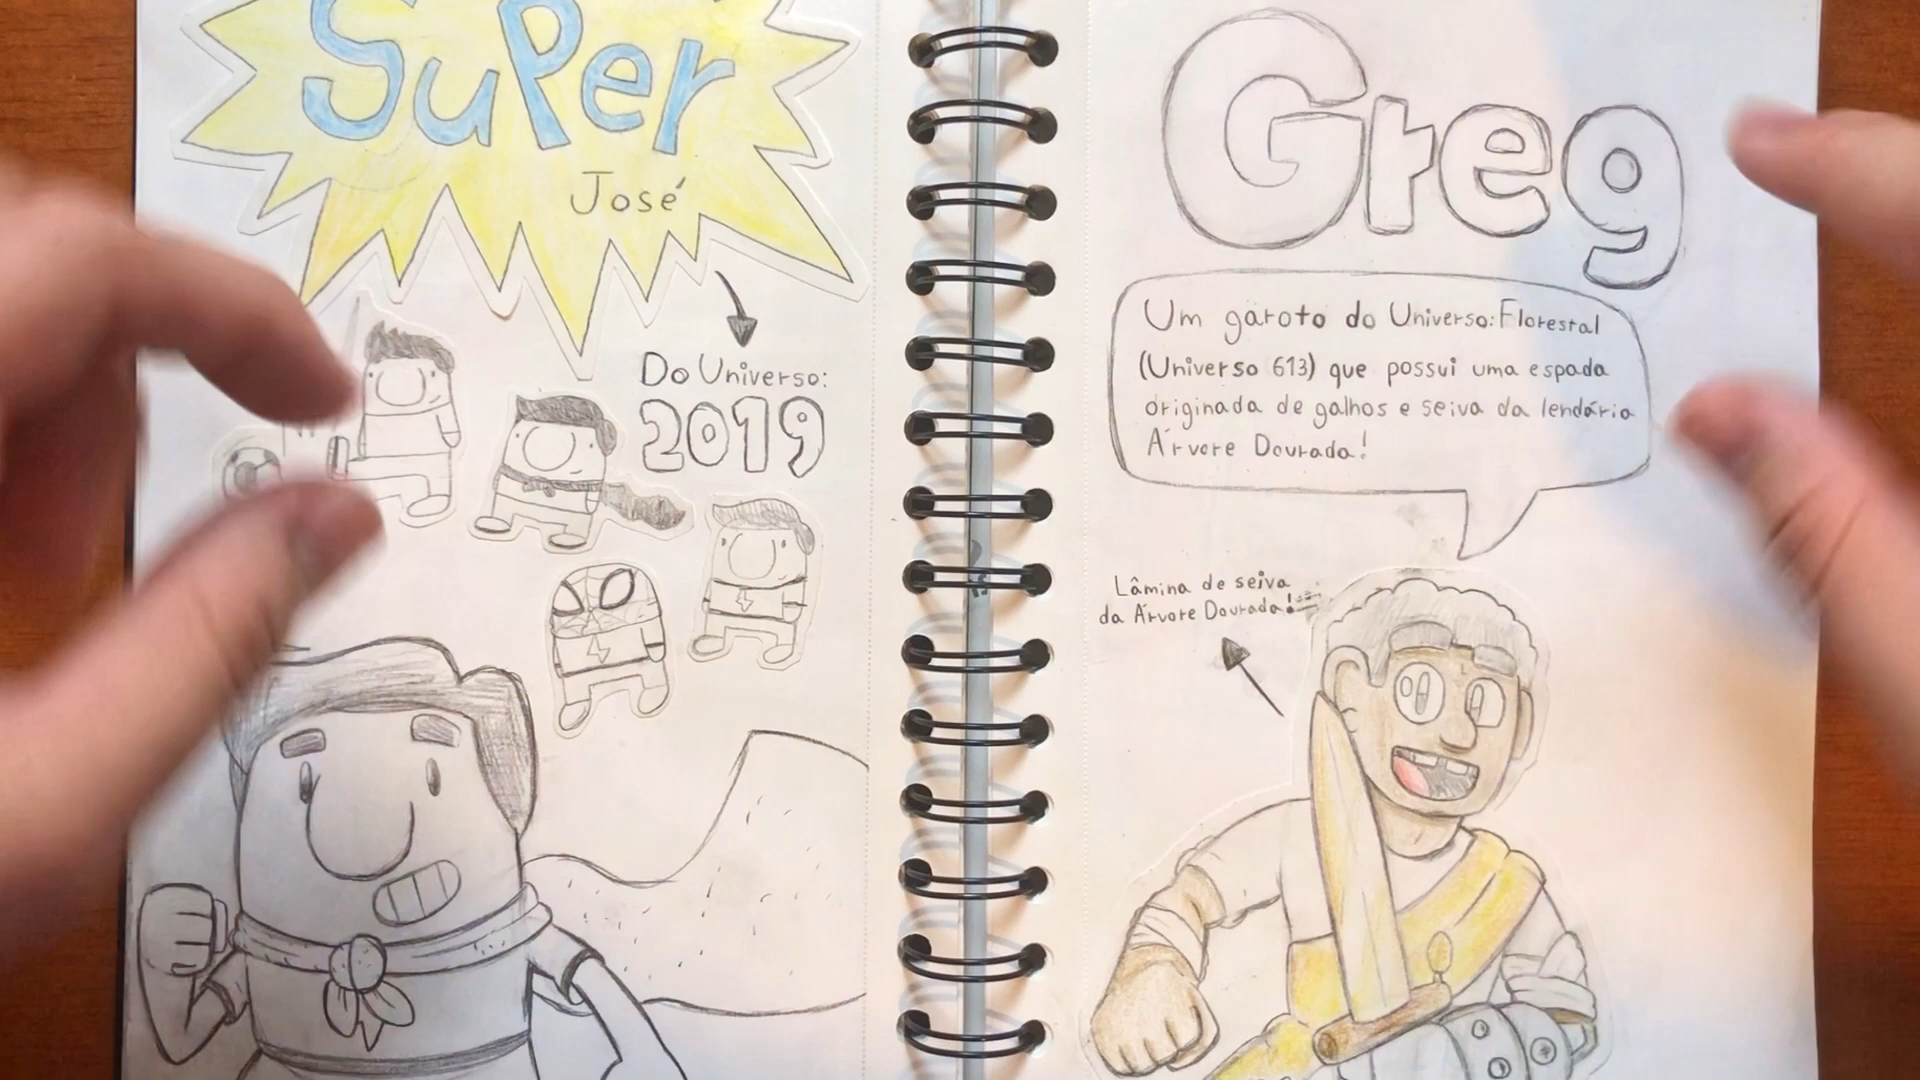 SuPer
José
Do Universo:
2019
Greg
Um garoto do Universo: Florestal
(Universo 613) que possui uma espada
originada de galhos e seiva da lendária
Árvore Dourada!
Lâmina de seiva
da Árvore Dourada!